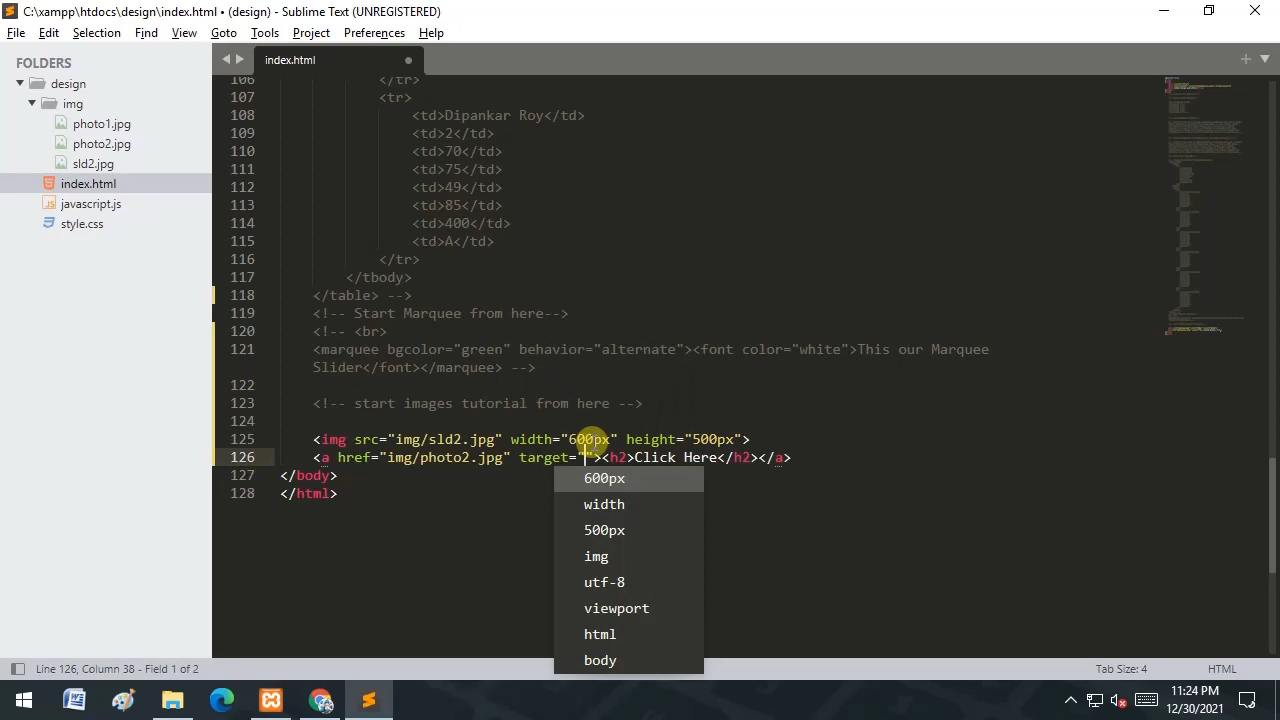 C:\xampp\htdocs\design\index.html • (design) - Sublime Text (UNREGISTERED)
File Edit Selection Find View Goto Tools Project Preferences Help
FOLDERS
design
img
photo1.jpg
photo2.jpg
sld2.jpg
index.html
javascript.js
style.css
index.html
106 </tr>
107 <tr>
108 <td>Dipankar Roy</td>
109 <td>2</td>
110 <td>70</td>
111 <td>75</td>
112 <td>49</td>
113 <td>85</td>
114 <td>400</td>
115 <td>A</td>
116 </tr>
117 </tbody>
118 </table> -->
119 <!-- Start Marquee from here-->
120 <!-- <br>
121 <marquee bgcolor="green" behavior="alternate"><font color="white">This our Marquee
Slider</font></marquee> -->
122
123 <!-- start images tutorial from here -->
124
125 <img src="img/sld2.jpg" width="600px" height="500px">
126 <a href="img/photo2.jpg" target=""><h2>Click Here</h2></a>
127 </body>
128 </html>
600px
width
500px
img
utf-8
viewport
html
body
Line 126, Column 38 - Field 1 of 2
Tab Size: 4
HTML
11:24 PM
12/30/2021